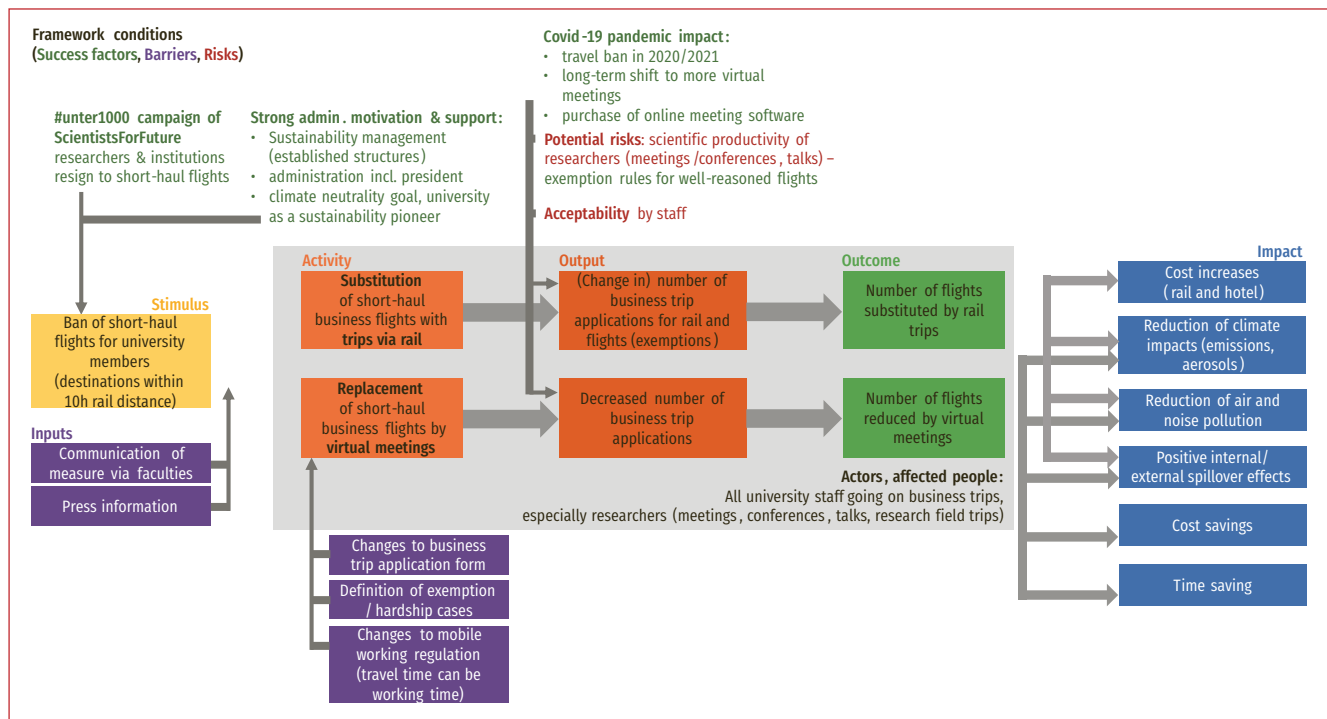 Framework conditions
(Success factors, Barriers, Risks)
#unter1000 campaign of
ScientistsForFuture
researchers & institutions
resign to short-haul flights
Strong admin. motivation & support:
• Sustainability management
(established structures)
• administration incl. president
• climate neutrality goal, university
as a sustainability pioneer
Covid-19 pandemic impact:
• travel ban in 2020/2021
• long-term shift to more virtual
meetings
• purchase of online meeting software
Potential risks: scientific productivity of
researchers (meetings/conferences, talks) –
exemption rules for well-reasoned flights
Acceptability by staff
Stimulus
Ban of short-haul
flights for university
members
(destinations within
10h rail distance)
Inputs
Communication of
measure via faculties
Press information
Activity
Substitution
of short-haul
business flights with
trips via rail
Replacement
of short-haul
business flights by
virtual meetings
Output
(Change in) number of
business trip
applications for rail and
flights (exemptions)
Decreased number of
business trip
applications
Outcome
Number of flights
substituted by rail
trips
Number of flights
reduced by virtual
meetings
Actors, affected people:
All university staff going on business trips,
especially researchers (meetings, conferences, talks, research field trips)
Changes to business
trip application form
Definition of exemption
/ hardship cases
Changes to mobile
working regulation
(travel time can be
working time)
Impact
Cost increases
(rail and hotel)
Reduction of climate
impacts (emissions,
aerosols)
Reduction of air and
noise pollution
Positive internal/
external spillover effects
Cost savings
Time saving